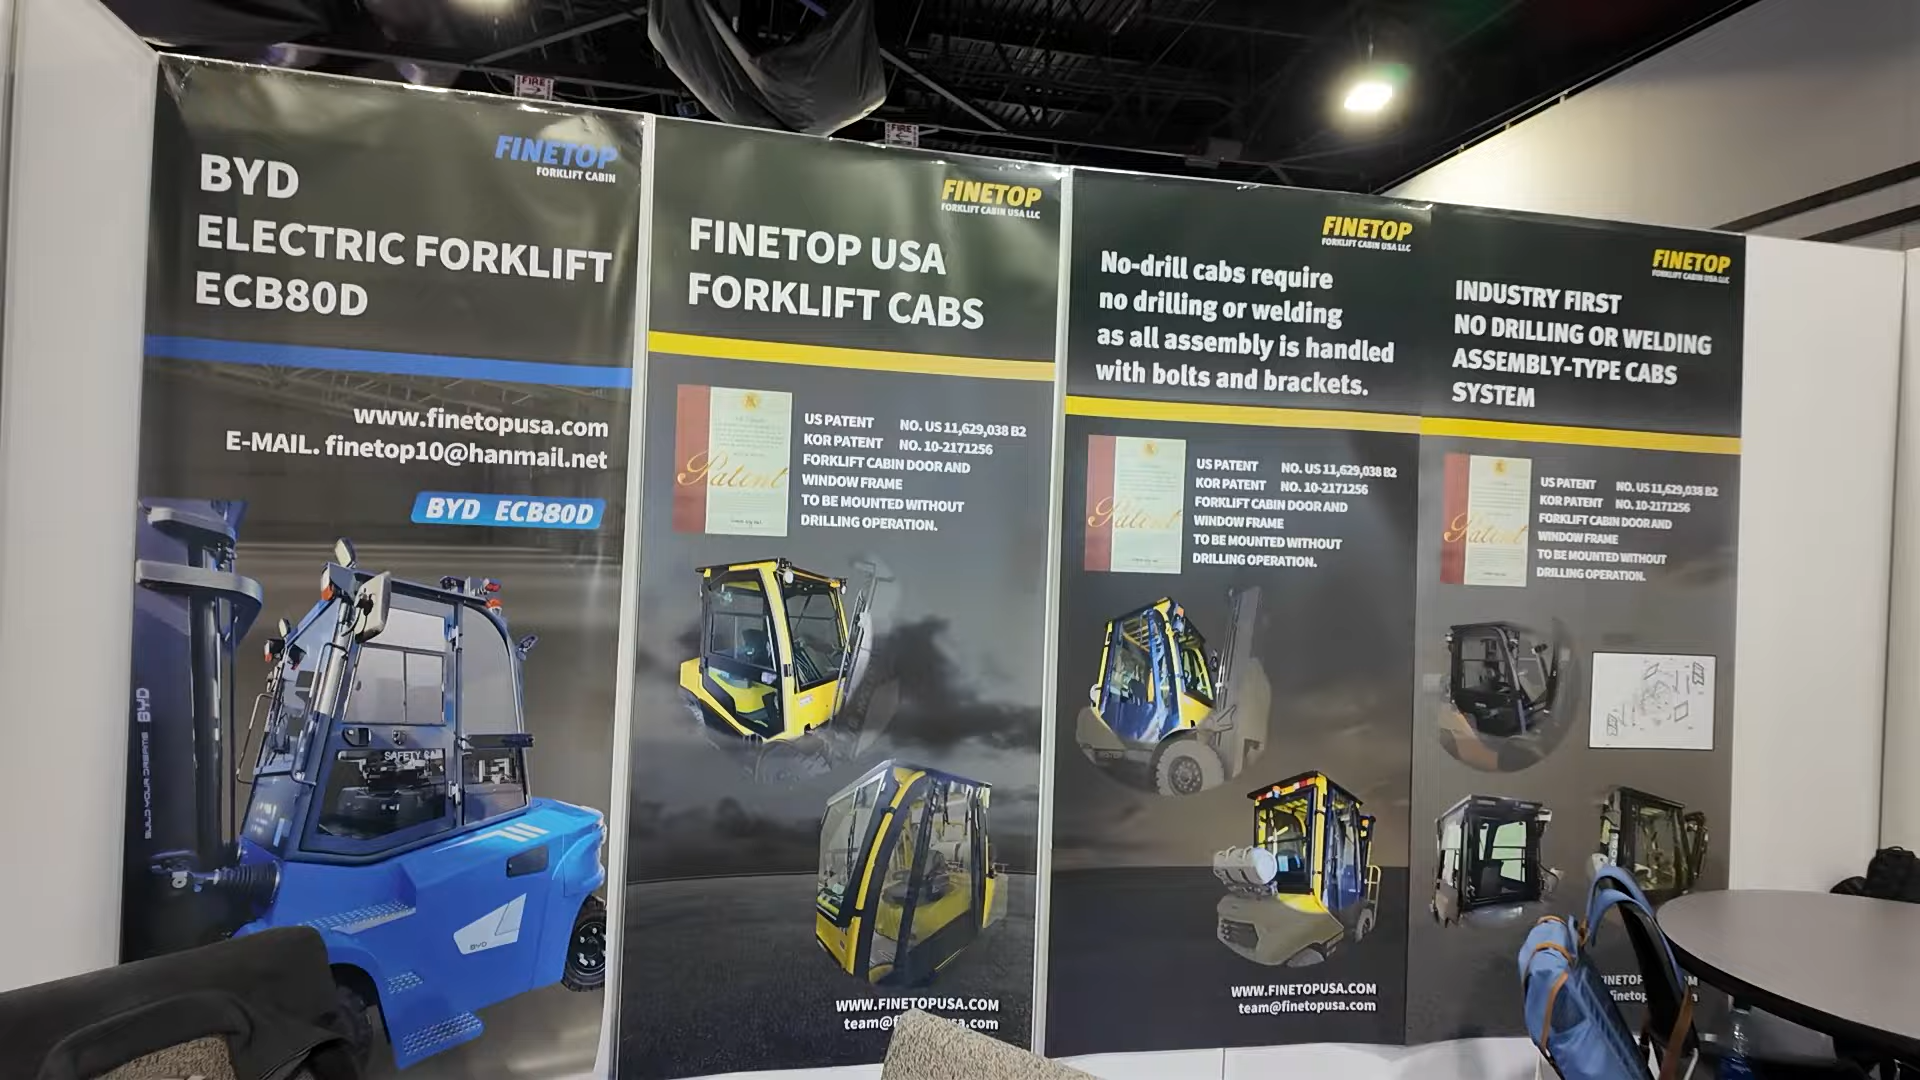 FIRE
FIRE
FINETOP
FORKLIFT CABIN
BYD
ELECTRIC FORKLIFT
ECB80D
www.finetopusa.com
E-MAIL. finetop10@hanmail.net
BYD ECB80D
BUILD YOUR DREAMS BYD
SAFETY CAB
BYD
FINETOP
FORKLIFT CABIN USA LLC
FINETOP USA
FORKLIFT CABS
Patent
US PATENT NO. US 11,629,038 B2
KOR PATENT NO. 10-2171256
FORKLIFT CABIN DOOR AND
WINDOW FRAME
TO BE MOUNTED WITHOUT
DRILLING OPERATION.
WWW.FINETOPUSA.COM
FINETOP
FORKLIFT CABIN USA LLC
No-drill cabs require
no drilling or welding
as all assembly is handled
with bolts and brackets.
Patent
US PATENT NO. US 11,629,038 B2
KOR PATENT NO. 10-2171256
FORKLIFT CABIN DOOR AND
WINDOW FRAME
TO BE MOUNTED WITHOUT
DRILLING OPERATION.
WWW.FINETOPUSA.COM
team@finetopusa.com
FINETOP
FORKLIFT CABIN USA LLC
INDUSTRY FIRST
NO DRILLING OR WELDING
ASSEMBLY-TYPE CABS
SYSTEM
Patent
US PATENT NO. US 11,629,038 B2
KOR PATENT NO. 10-2171256
FORKLIFT CABIN DOOR AND
WINDOW FRAME
TO BE MOUNTED WITHOUT
DRILLING OPERATION.